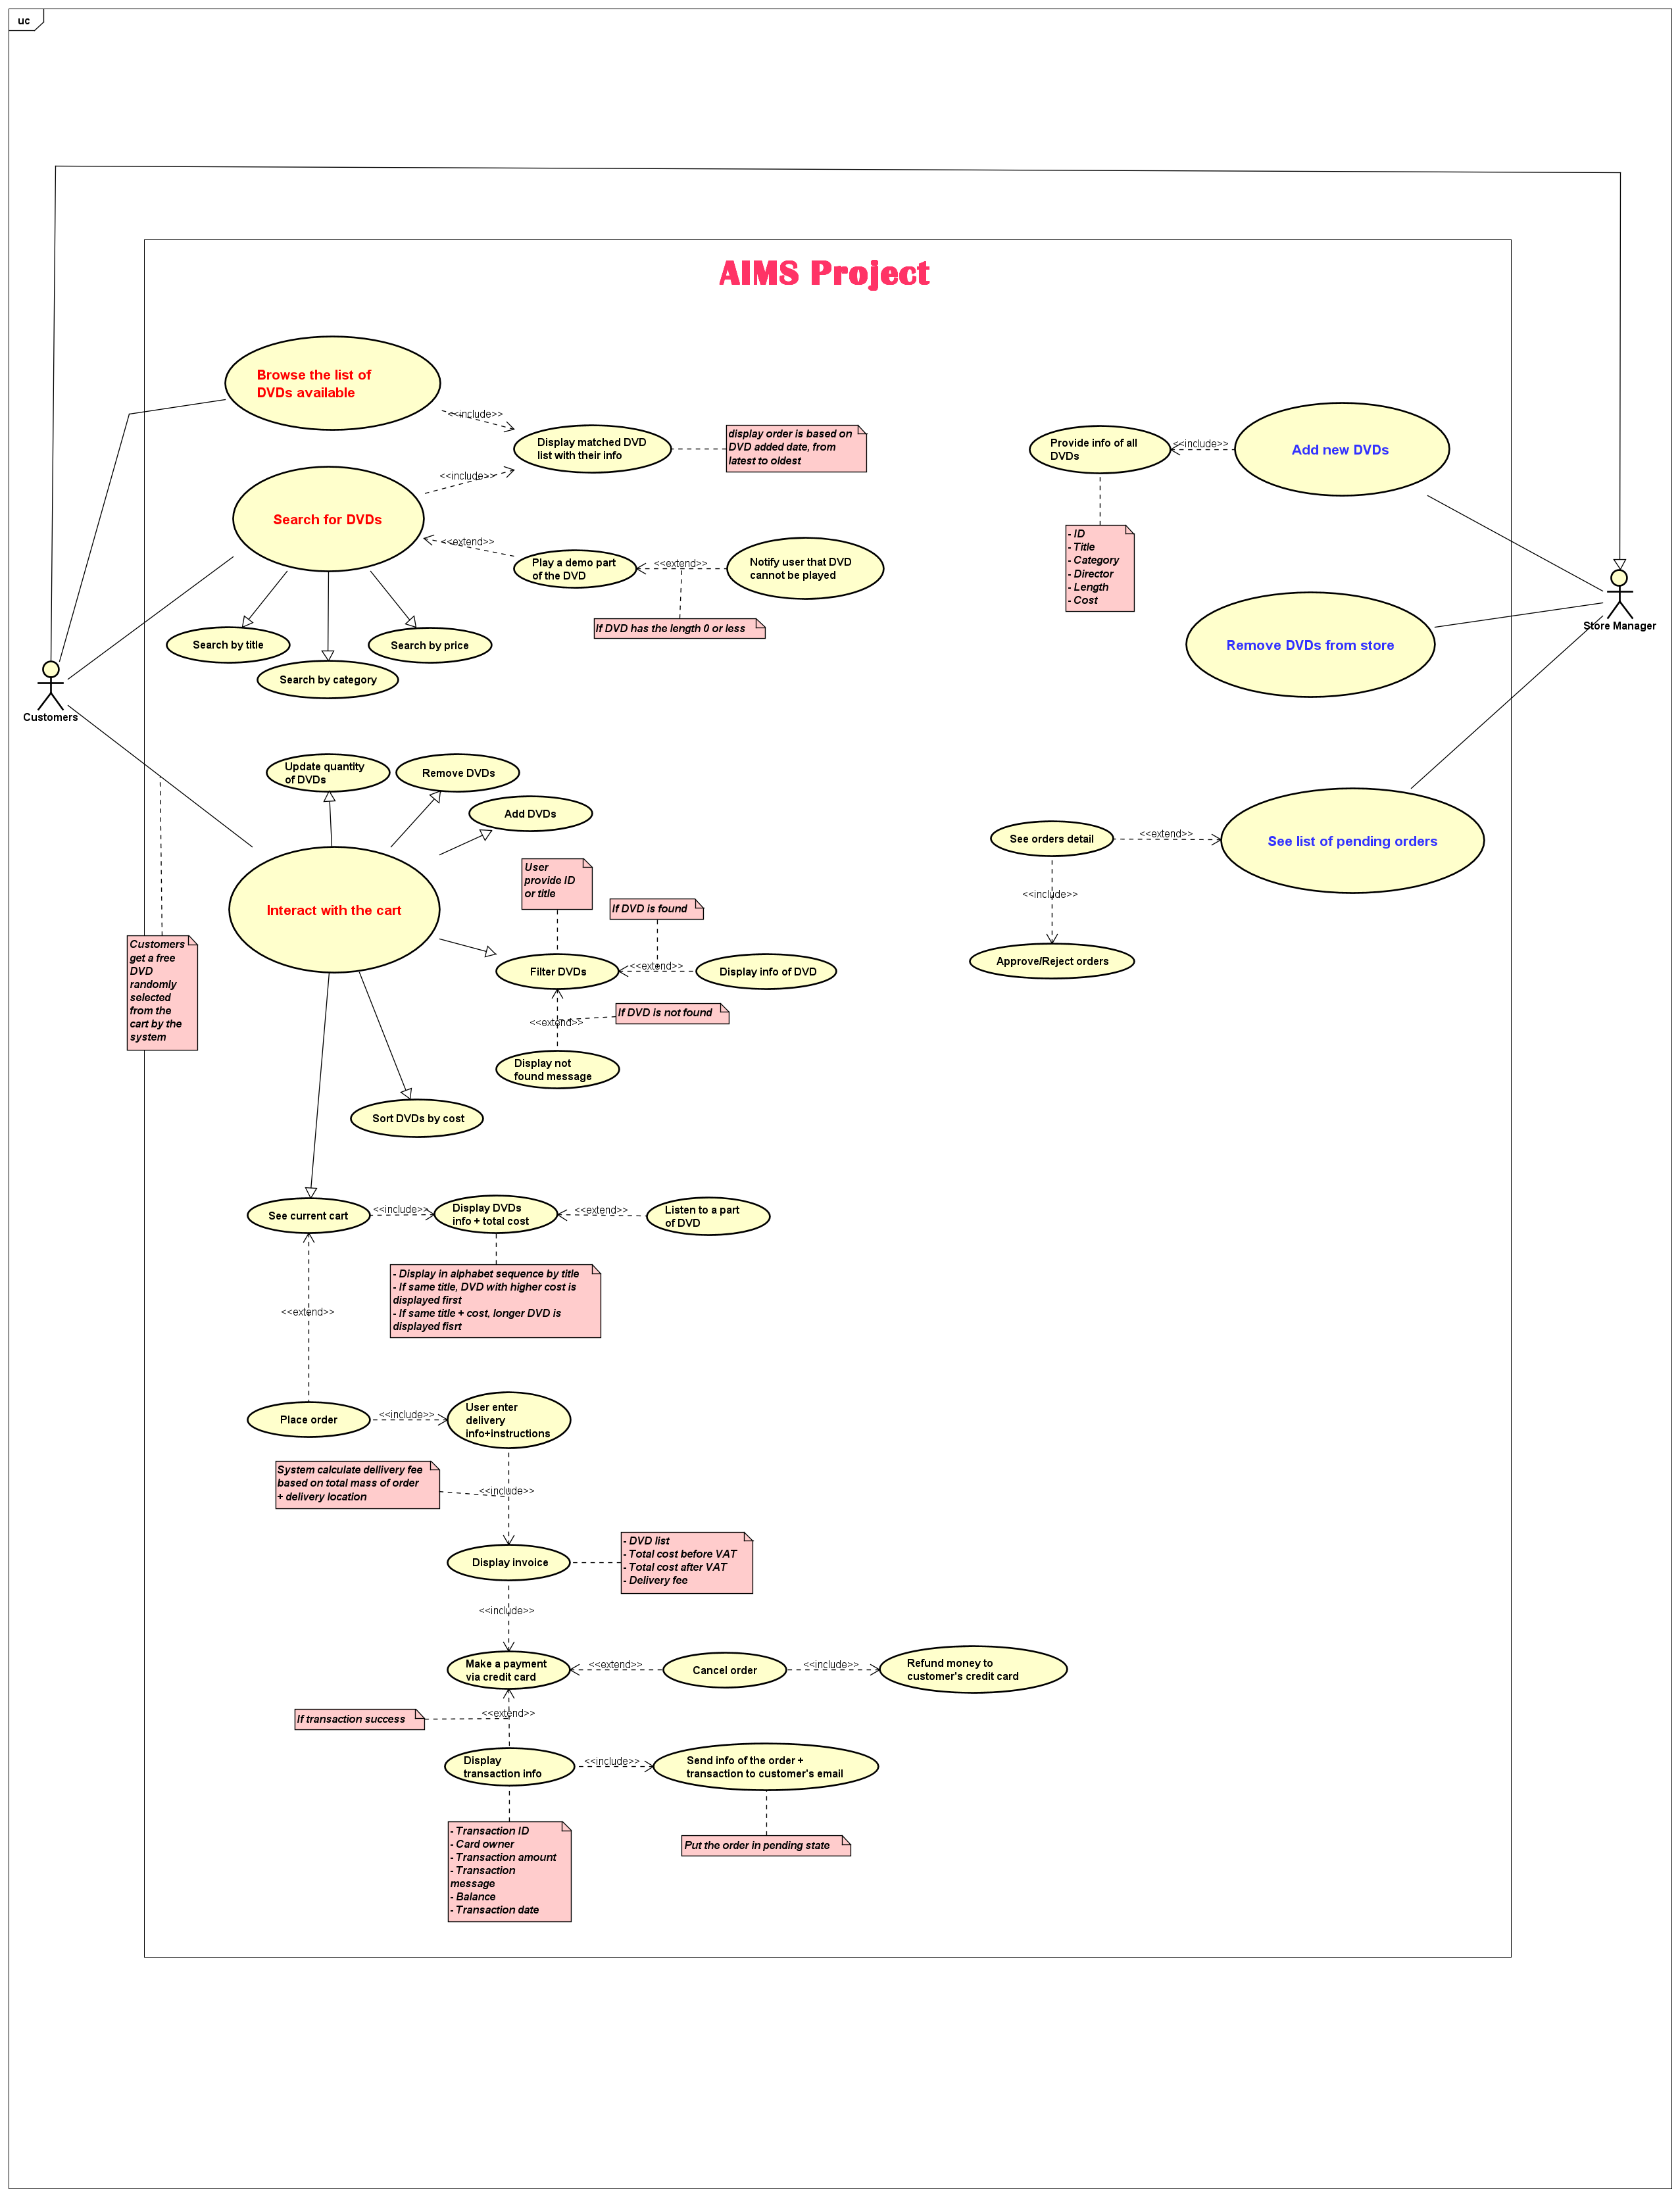 uc
AIMS Project
Browse the list of
DVDs available
<<include>>
Display matched DVD
list with their info
display order is based on
DVD added date, from
latest to oldest
<<include>>
Search for DVDs
<<extend>>
Play a demo part
of the DVD
<<extend>>
Notify user that DVD
cannot be played
If DVD has the length 0 or less
Search by title
Search by category
Search by price
Customers
Provide info of all
DVDs
<<include>>
Add new DVDs
- ID
- Title
- Category
- Director
- Length
- Cost
Store Manager
Remove DVDs from store
Update quantity
of DVDs
Remove DVDs
Add DVDs
Interact with the cart
User
provide ID
or title
If DVD is found
Filter DVDs
<<extend>>
Display info of DVD
If DVD is not found
<<extend>>
Display not
found message
Customers
get a free
DVD
randomly
selected
from the
cart by the
system
Sort DVDs by cost
See orders detail
<<extend>>
See list of pending orders
<<include>>
Approve/Reject orders
See current cart
<<include>>
Display DVDs
info + total cost
<<extend>>
Listen to a part
of DVD
- Display in alphabet sequence by title
- If same title, DVD with higher cost is
displayed first
- If same title + cost, longer DVD is
displayed fisrt
<<extend>>
Place order
<<include>>
User enter
delivery
info+instructions
System calculate dellivery fee
based on total mass of order
+ delivery location
<<include>>
Display invoice
- DVD list
- Total cost before VAT
- Total cost after VAT
- Delivery fee
<<include>>
Make a payment
via credit card
<<extend>>
Cancel order
<<include>>
Refund money to
customer's credit card
If transaction success
<<extend>>
Display
transaction info
<<include>>
Send info of the order +
transaction to customer's email
- Transaction ID
- Card owner
- Transaction amount
- Transaction
message
- Balance
- Transaction date
Put the order in pending state